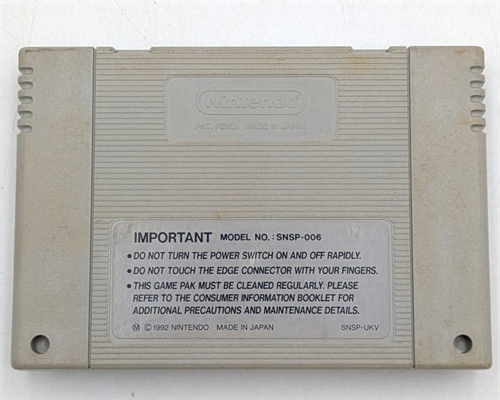 Nintendo
PAT. PEND. MADE IN JAPAN
IMPORTANT MODEL NO. : SNSP-006
12
• DO NOT TURN THE POWER SWITCH ON AND OFF RAPIDLY.
• DO NOT TOUCH THE EDGE CONNECTOR WITH YOUR FINGERS.
• THIS GAME PAK MUST BE CLEANED REGULARLY. PLEASE
REFER TO THE CONSUMER INFORMATION BOOKLET FOR
ADDITIONAL PRECAUTIONS AND MAINTENANCE DETAILS.
Ⓜ © 1992 NINTENDO MADE IN JAPAN SNSP-UKV